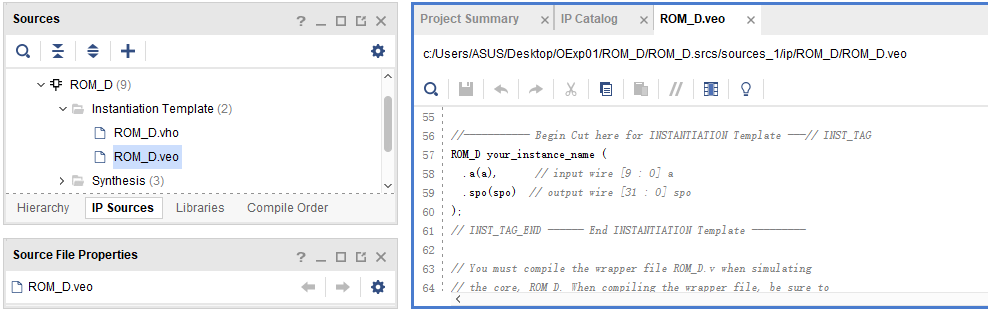 Sources
ROM_D (9)
Instantiation Template (2)
ROM_D.vho
ROM_D.veo
Synthesis (3)
Hierarchy IP Sources Libraries Compile Order
Source File Properties
ROM_D.veo
Project Summary IP Catalog ROM_D.veo
c:/Users/ASUS/Desktop/OExp01/ROM_D/ROM_D.srcs/sources_1/ip/ROM_D/ROM_D.veo
55
56 //----------- Begin Cut here for INSTANTIATION Template ---// INST_TAG
57 ROM_D your_instance_name (
58 .a(a), // input wire [9 : 0] a
59 .spo(spo) // output wire [31 : 0] spo
60 );
61 // INST_TAG_END ------ End INSTANTIATION Template ---------
62
63 // You must compile the wrapper file ROM_D.v when simulating
64 // the core, ROM_D. When compiling the wrapper file, be sure to